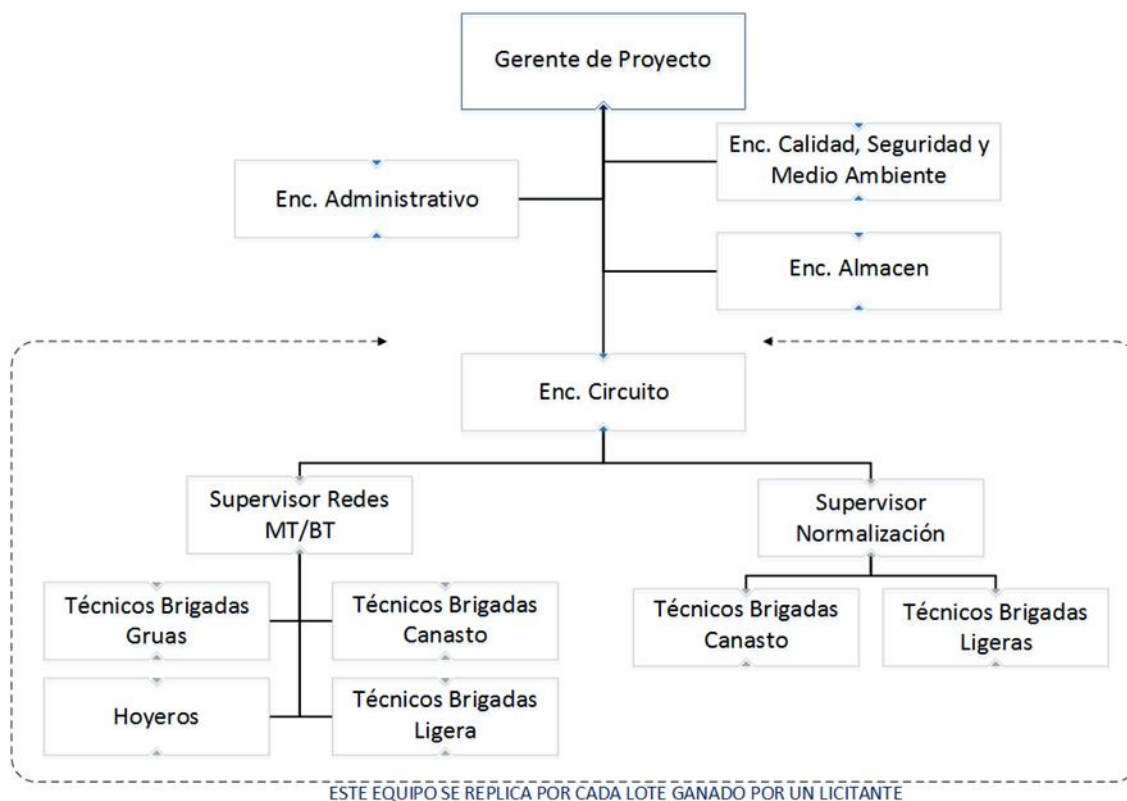 Gerente de Proyecto
Enc. Calidad, Seguridad y
Medio Ambiente
Enc. Administrativo
Enc. Almacen
Enc. Circuito
Supervisor Redes
MT/BT
Supervisor
Normalización
Técnicos Brigadas
Gruas
Técnicos Brigadas
Canasto
Técnicos Brigadas
Canasto
Técnicos Brigadas
Ligeras
Hoyeros
Técnicos Brigadas
Ligera
ESTE EQUIPO SE REPLICA POR CADA LOTE GANADO POR UN LICITANTE